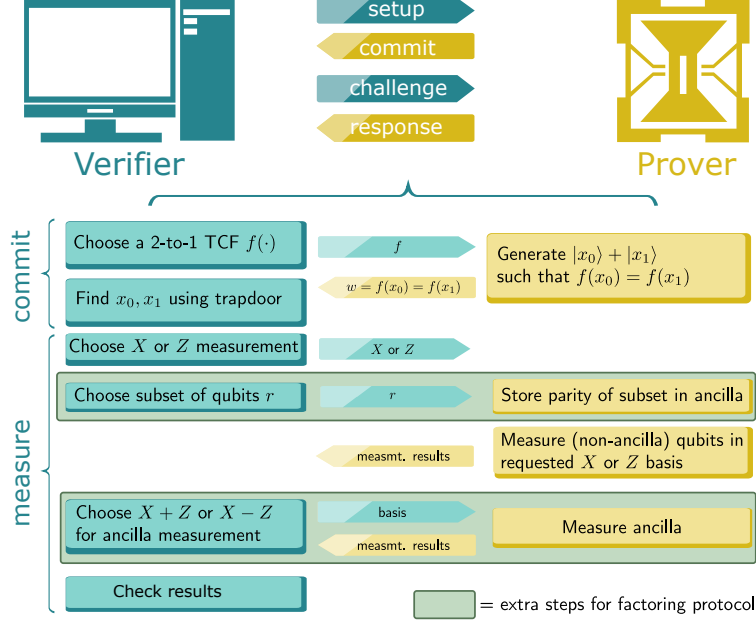 setup
commit
challenge
response
Verifier
Prover
commit
Choose a 2-to-1 TCF f(·)
f
Generate |x₀⟩ + |x₁⟩
such that f(x₀) = f(x₁)
Find x₀, x₁ using trapdoor
w = f(x₀) = f(x₁)
measure
Choose X or Z measurement
X or Z
Choose subset of qubits r
r
Store parity of subset in ancilla
measmt. results
Measure (non-ancilla) qubits in
requested X or Z basis
Choose X + Z or X − Z
for ancilla measurement
basis
measmt. results
Measure ancilla
Check results
= extra steps for factoring protocol